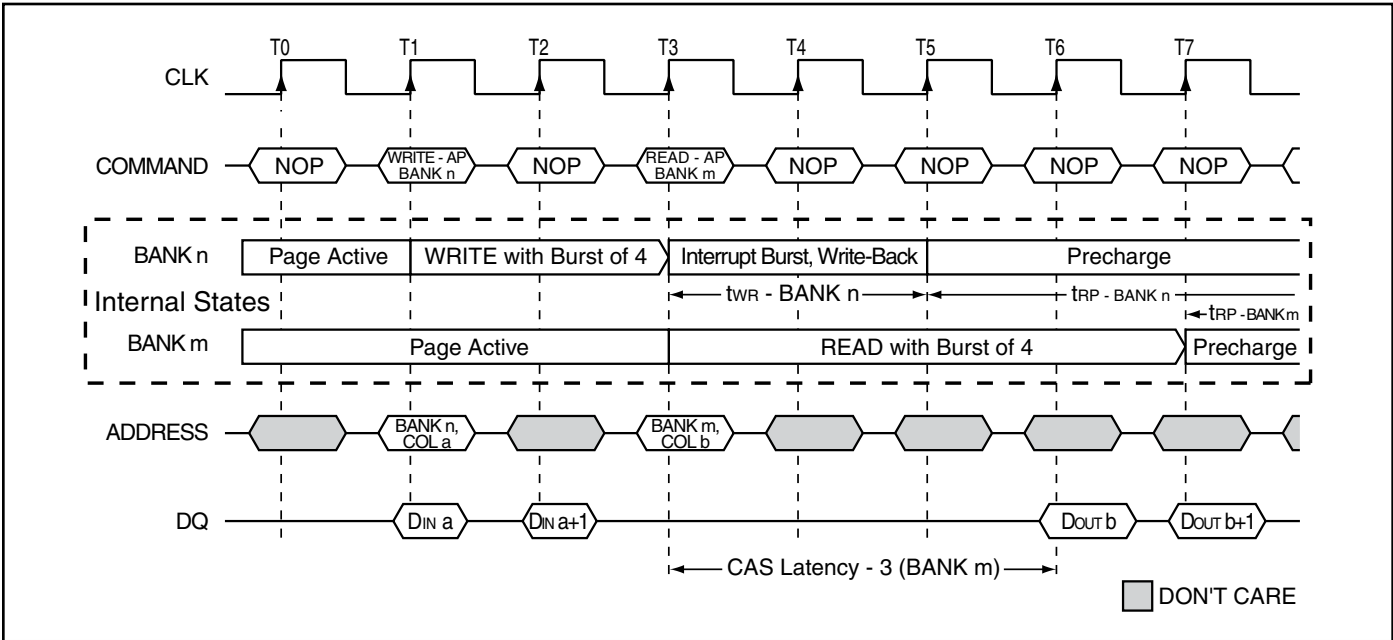 T0 T1 T2 T3 T4 T5 T6 T7
CLK
COMMAND NOP WRITE - AP NOP READ - AP NOP NOP NOP NOP
BANK n BANK m
BANK n Page Active WRITE with Burst of 4 Interrupt Burst, Write-Back Precharge
Internal States tWR - BANK n tRP - BANK n
tRP - BANK m
BANK m Page Active READ with Burst of 4 Precharge
ADDRESS BANK n, BANK m,
COL a COL b
DQ DIN a DIN a+1 DOUT b DOUT b+1
CAS Latency - 3 (BANK m)
DON'T CARE